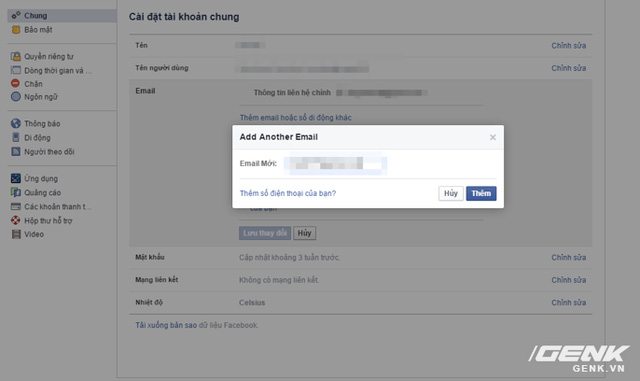 Chung
Bảo mật
Quyền riêng tư
Dòng thời gian và ...
Chặn
Ngôn ngữ
Thông báo
Di động
Người theo dõi
Ứng dụng
Quảng cáo
Các khoản thanh t...
Hộp thư hỗ trợ
Video
Cài đặt tài khoản chung
Tên Chỉnh sửa
Tên người dùng Chỉnh sửa
Email Thông tin liên hệ chính
Thêm email hoặc số di động khác
Add Another Email ×
Email Mới:
Thêm số điện thoại của bạn? Hủy Thêm
của bạn
Lưu thay đổi Hủy
Mật khẩu Cập nhật khoảng 3 tuần trước. Chỉnh sửa
Mạng liên kết Không có mạng liên kết. Chỉnh sửa
Nhiệt độ Celsius Chỉnh sửa
Tải xuống bản sao dữ liệu Facebook.
GENK
GENK.VN